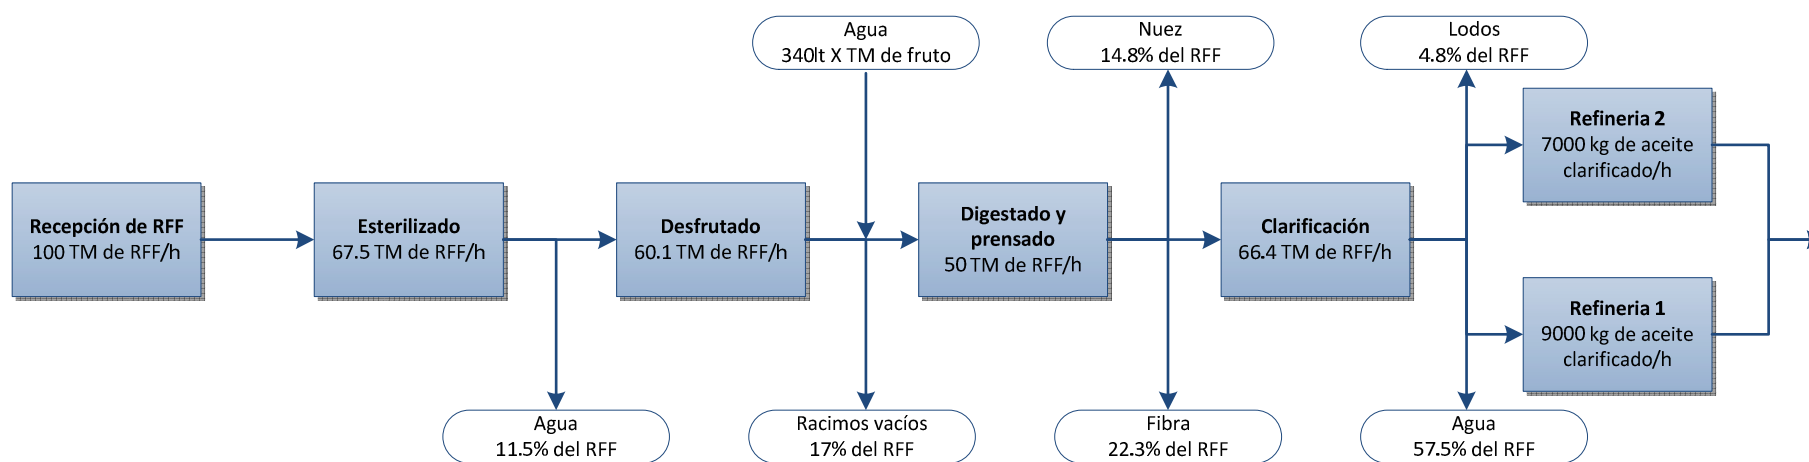 Agua
340lt X TM de fruto
Nuez
14.8% del RFF
Lodos
4.8% del RFF
Refineria 2
7000 kg de aceite
clarificado/h
Recepción de RFF
100 TM de RFF/h
Esterilizado
67.5 TM de RFF/h
Desfrutado
60.1 TM de RFF/h
Digestado y
prensado
50 TM de RFF/h
Clarificación
66.4 TM de RFF/h
Refineria 1
9000 kg de aceite
clarificado/h
Agua
11.5% del RFF
Racimos vacíos
17% del RFF
Fibra
22.3% del RFF
Agua
57.5% del RFF